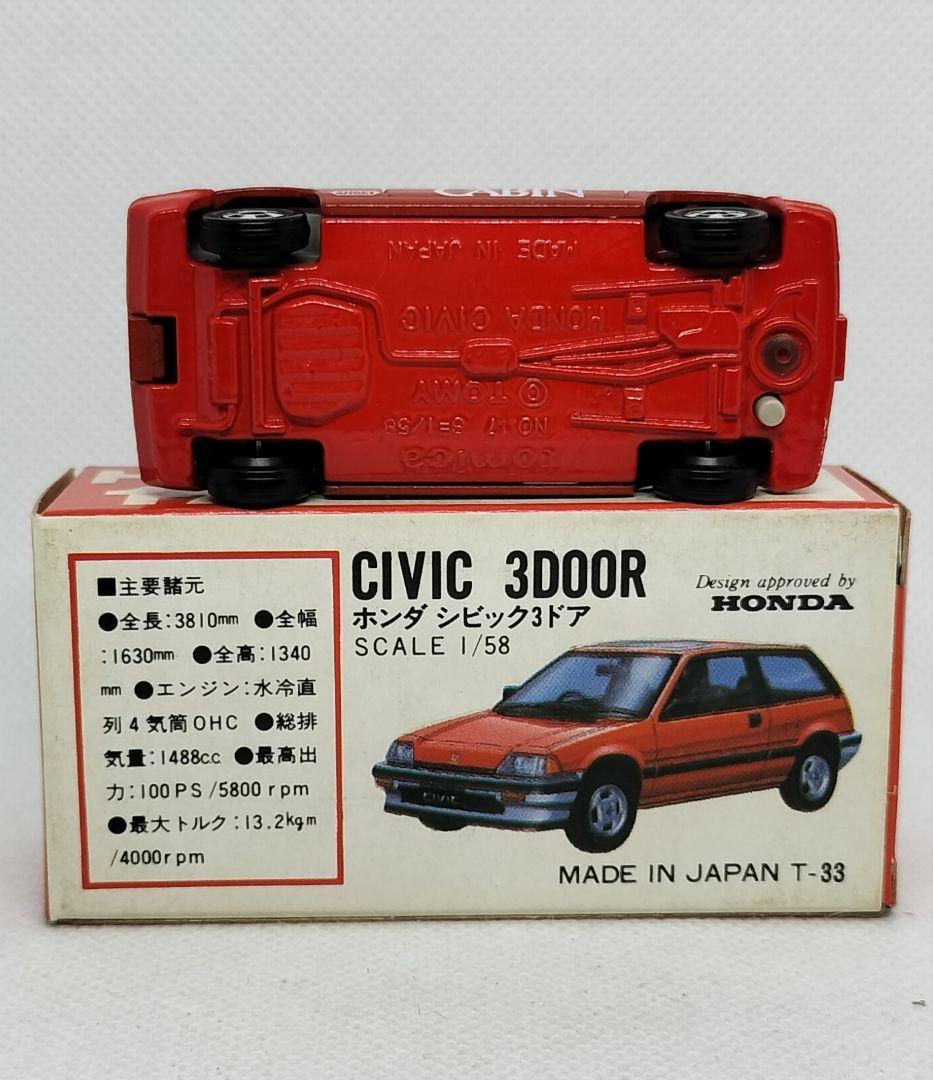 CABIN
MADE IN JAPAN
HONDA CIVIC
© TOMY
NO. 17 S=1/58
tomica
CIVIC 3DOOR
ホンダ シビック3ドア
SCALE 1/58
Design approved by
HONDA
■主要諸元
●全長:3810mm ●全幅
:1630mm ●全高:1340
mm ●エンジン:水冷直
列4気筒OHC ●総排
気量:1488c.c ●最高出
力:100PS/5800rpm
●最大トルク:13.2kgm
/4000rpm
CIVIC
MADE IN JAPAN T-33